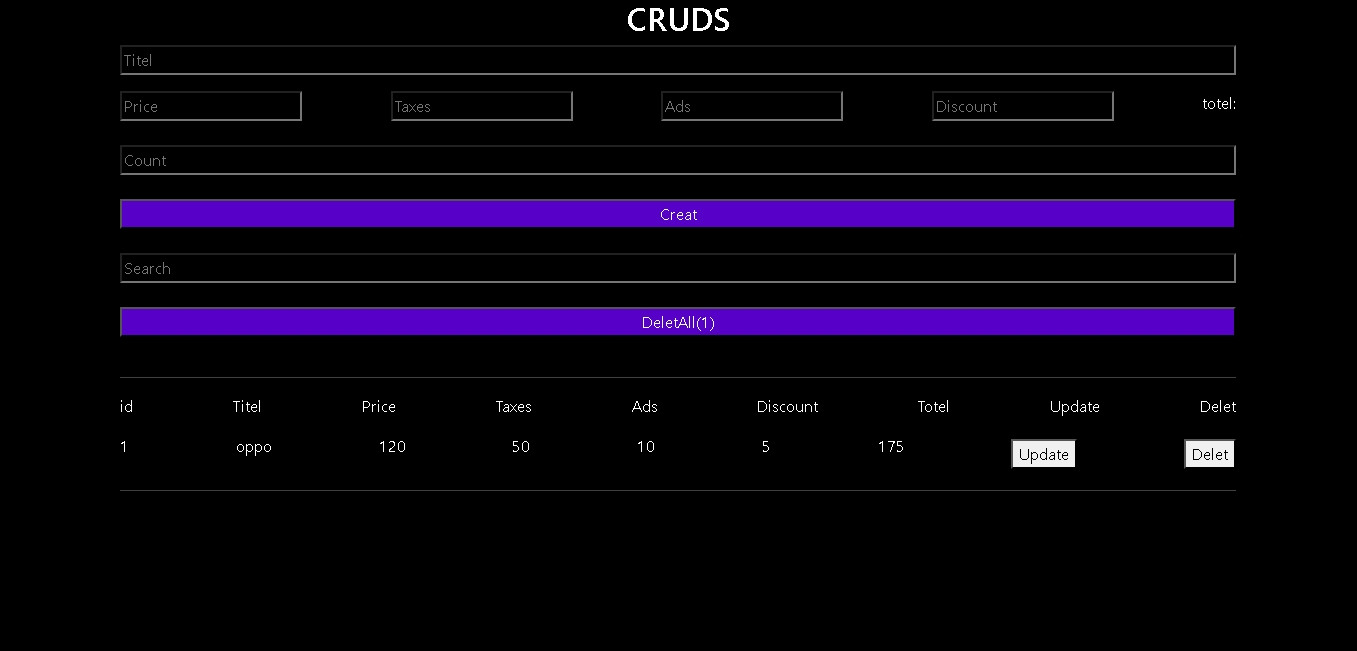 CRUDS
Titel
Price Taxes Ads Discount totel:
Count
Creat
Search
DeletAll(1)
id Titel Price Taxes Ads Discount Totel Update Delet
1 oppo 120 50 10 5 175 Update Delet